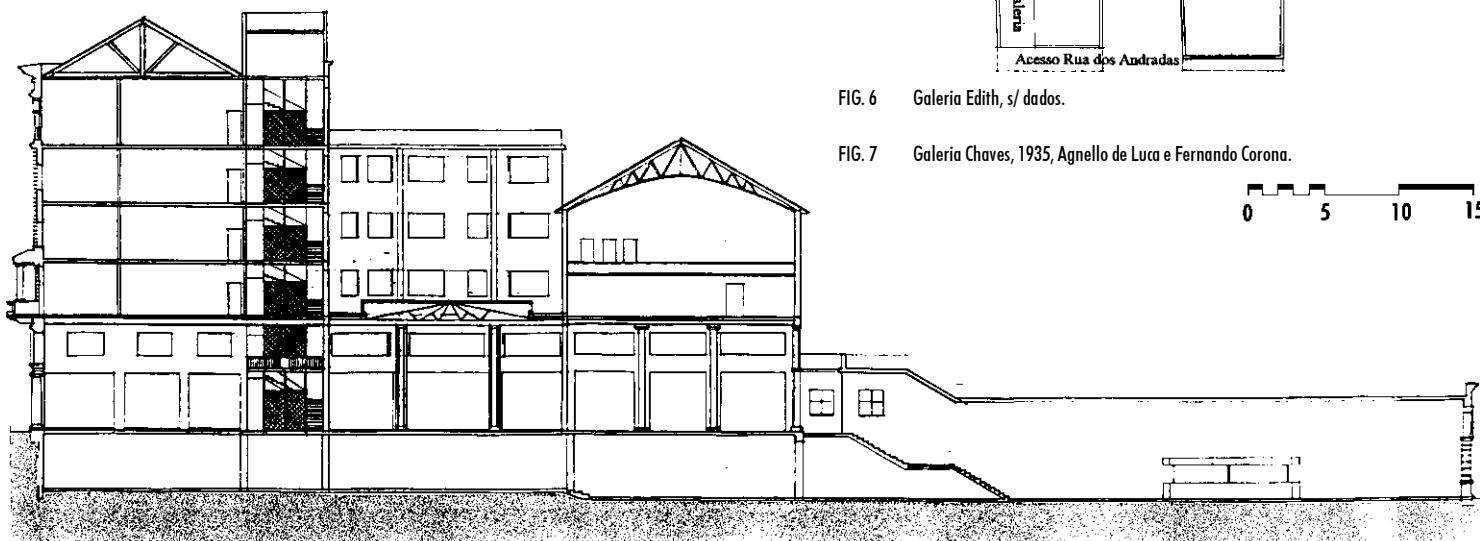 aleria
Acesso Rua dos Andradas
FIG. 6 Galeria Edith, s/ dados.
FIG. 7 Galeria Chaves, 1935, Agnello de Luca e Fernando Corona.
0 5 10 15